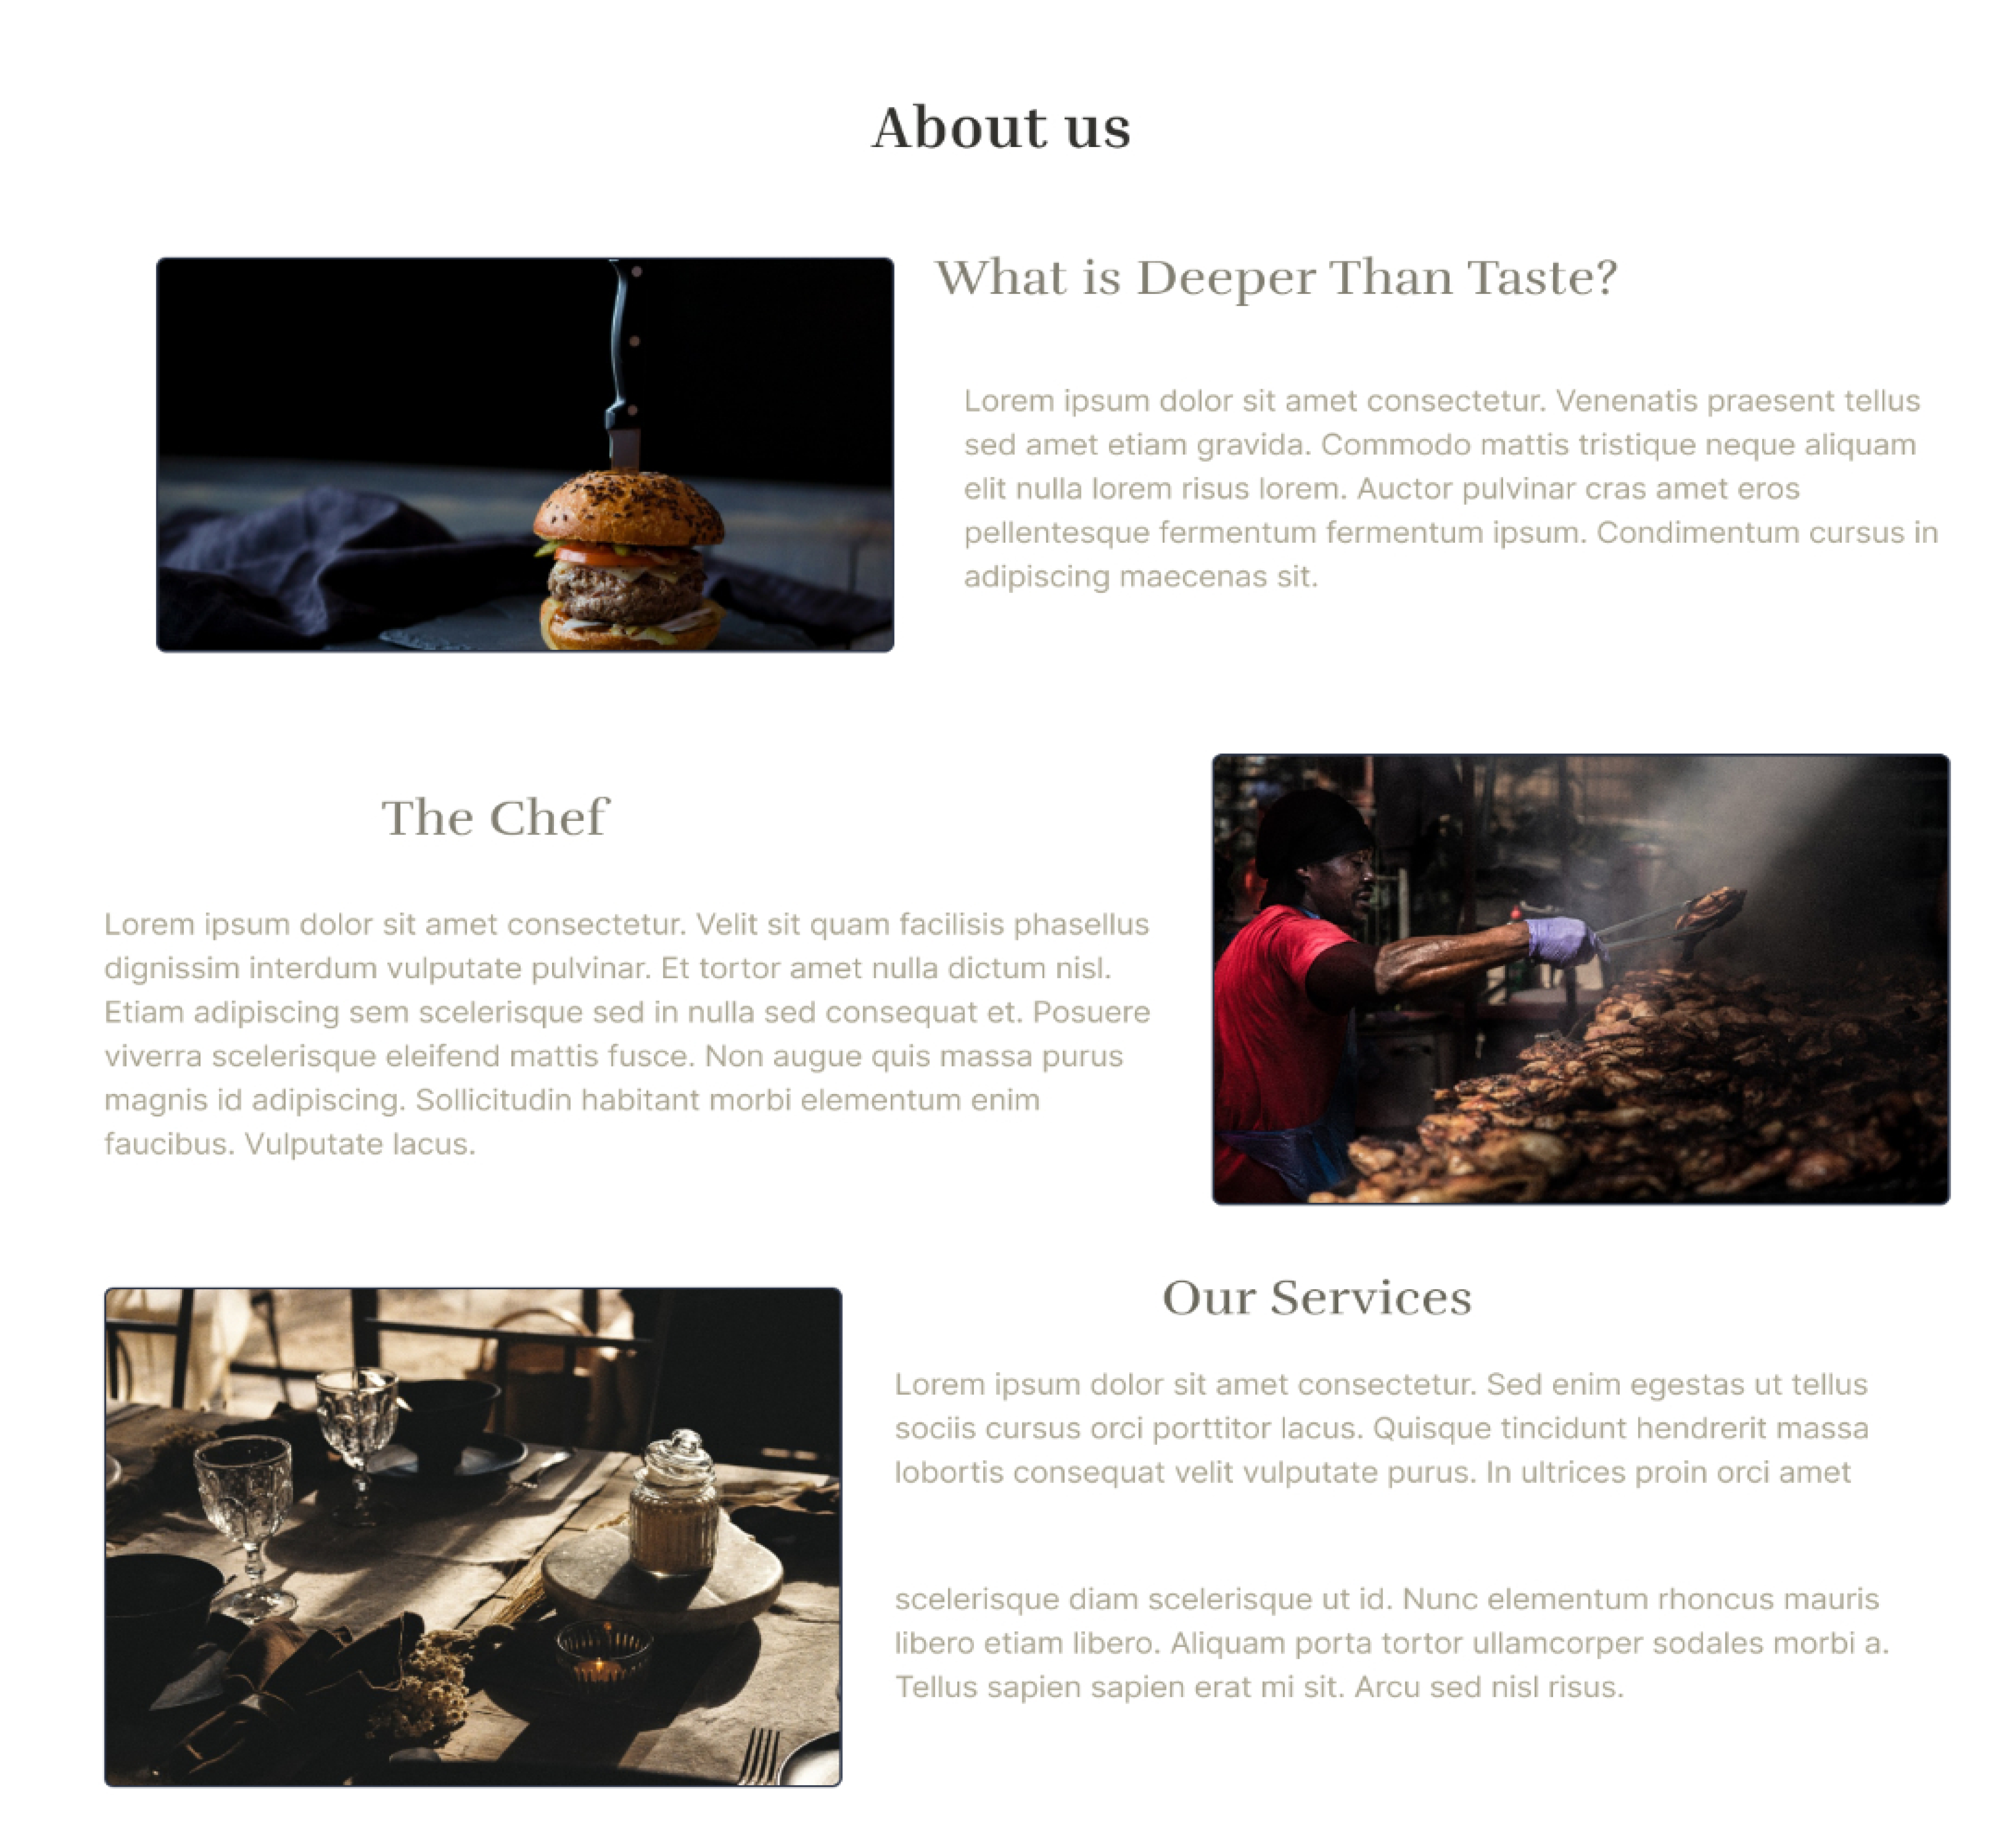 About us
What is Deeper Than Taste?
Lorem ipsum dolor sit amet consectetur. Venenatis praesent tellus
sed amet etiam gravida. Commodo mattis tristique neque aliquam
elit nulla lorem risus lorem. Auctor pulvinar cras amet eros
pellentesque fermentum fermentum ipsum. Condimentum cursus in
adipiscing maecenas sit.
The Chef
Lorem ipsum dolor sit amet consectetur. Velit sit quam facilisis phasellus
dignissim interdum vulputate pulvinar. Et tortor amet nulla dictum nisl.
Etiam adipiscing sem scelerisque sed in nulla sed consequat et. Posuere
viverra scelerisque eleifend mattis fusce. Non augue quis massa purus
magnis id adipiscing. Sollicitudin habitant morbi elementum enim
faucibus. Vulputate lacus.
Our Services
Lorem ipsum dolor sit amet consectetur. Sed enim egestas ut tellus
sociis cursus orci porttitor lacus. Quisque tincidunt hendrerit massa
lobortis consequat velit vulputate purus. In ultrices proin orci amet
scelerisque diam scelerisque ut id. Nunc elementum rhoncus mauris
libero etiam libero. Aliquam porta tortor ullamcorper sodales morbi a.
Tellus sapien sapien erat mi sit. Arcu sed nisl risus.